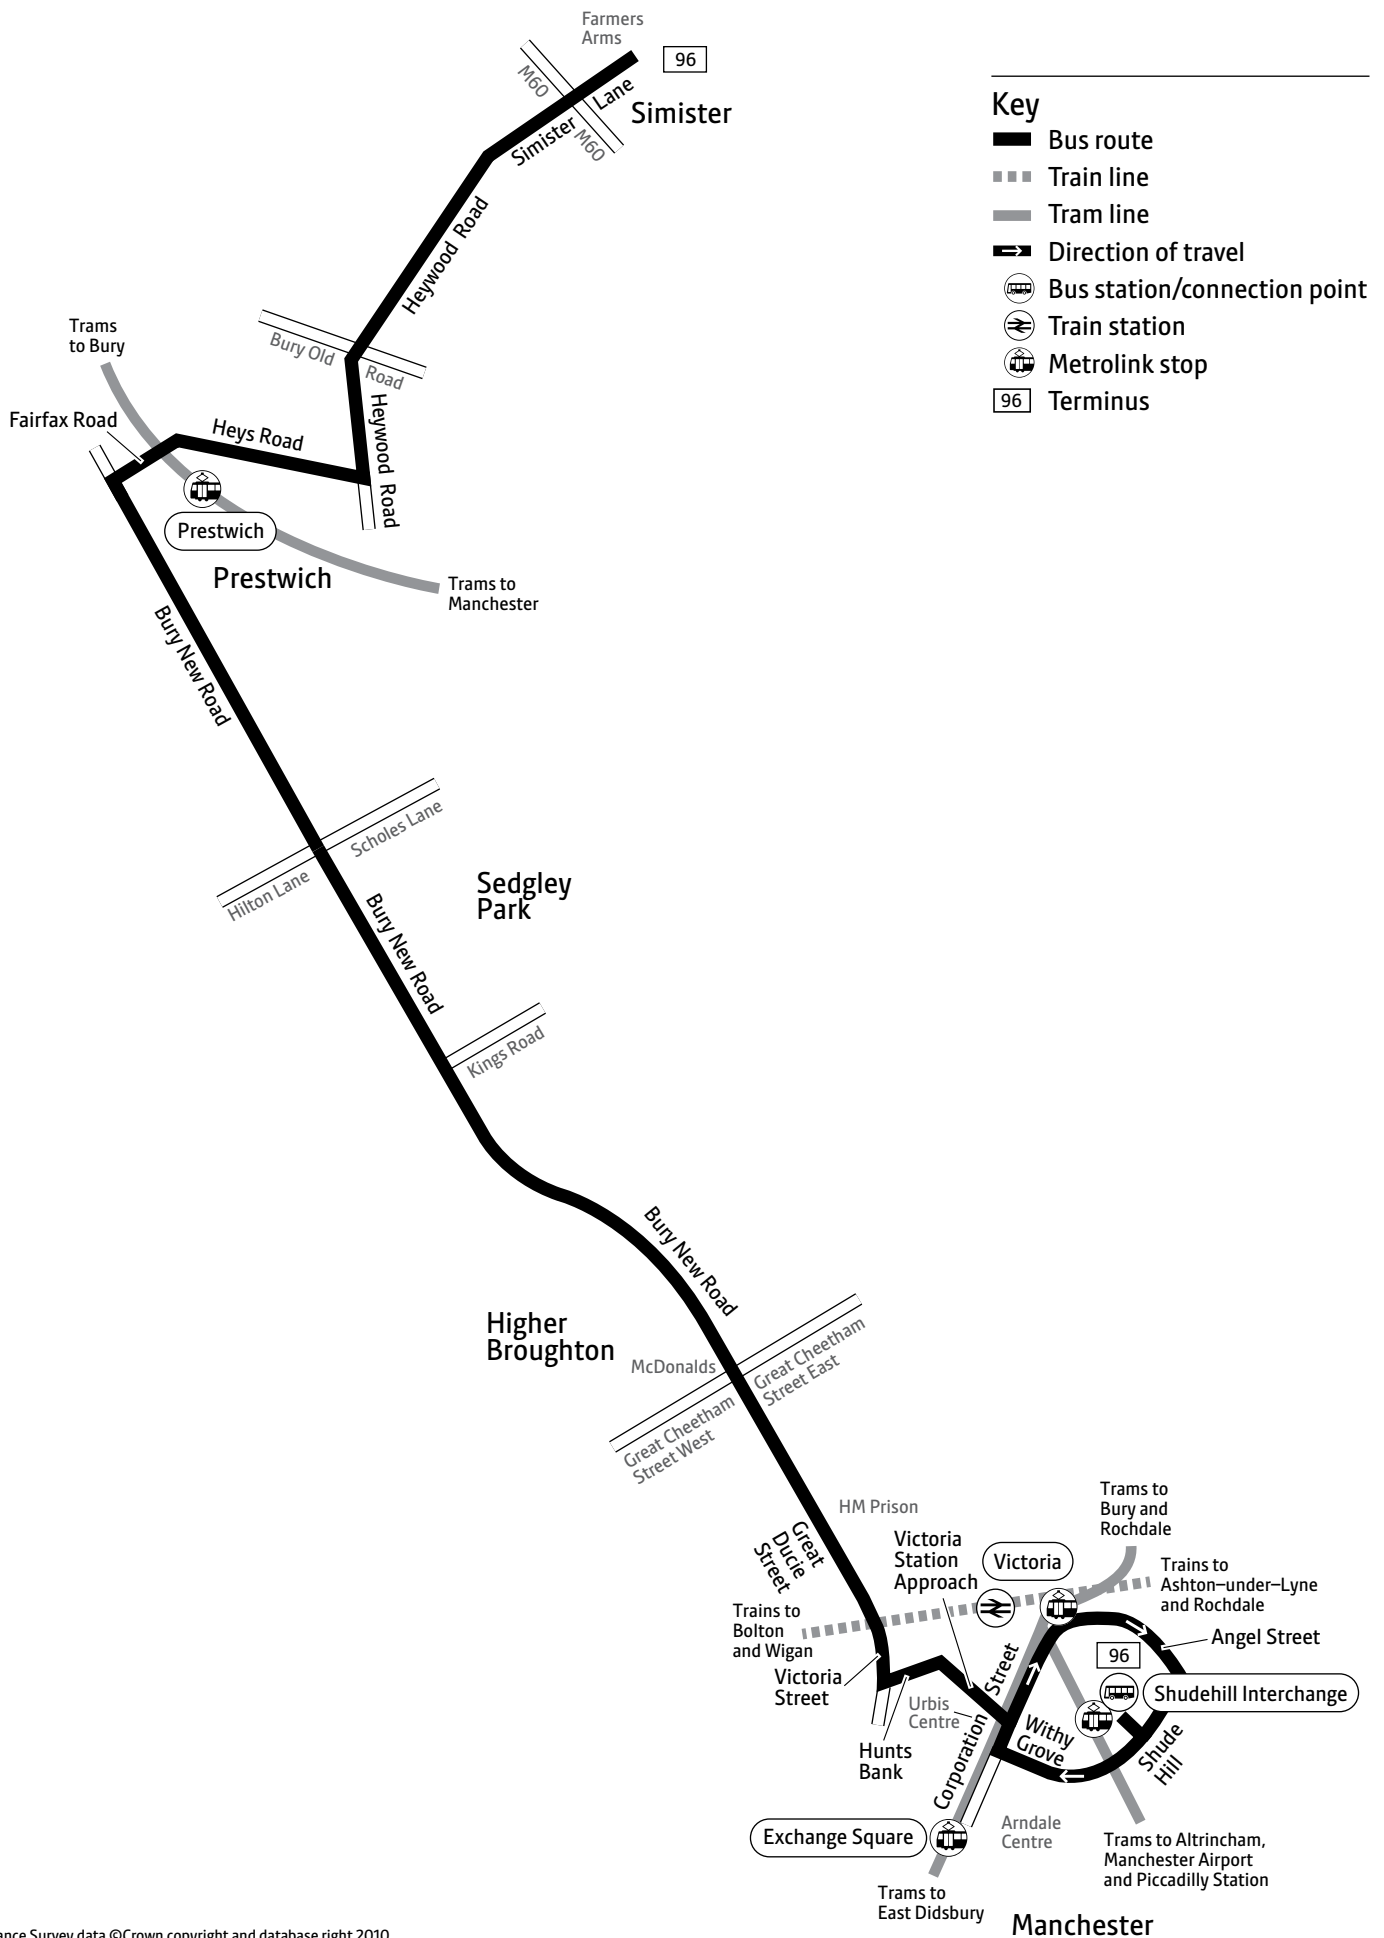 Farmers
Arms
96
Simister
M60
Simister
Lane
M60
Key
Bus route
Train line
Tram line
Direction of travel
Bus station/connection point
Train station
Metrolink stop
96 Terminus
Heywood Road
Bury Old
Road
Trams
to Bury
Fairfax Road
Heys Road
Heywood Road
Prestwich
Prestwich
Trams to
Manchester
Bury New Road
Scholes Lane
Hilton Lane
Sedgley
Park
Bury New Road
Kings Road
Bury New Road
Higher
Broughton
McDonalds
Great Cheetham
Street East
Great Cheetham
Street West
HM Prison
Great
Ducie
Street
Victoria
Station
Approach
Victoria
Trams to
Bury and
Rochdale
Trains to
Ashton–under–Lyne
and Rochdale
Trains to
Bolton
and Wigan
Angel Street
96
Victoria
Street
Shudehill Interchange
Urbis
Centre
Corporation
Street
Withy
Grove
Shude
Hill
Hunts
Bank
Exchange Square
Arndale
Centre
Trams to Altrincham,
Manchester Airport
and Piccadilly Station
Trams to
East Didsbury
Manchester
Survey data ©Crown copyright and database right 2010